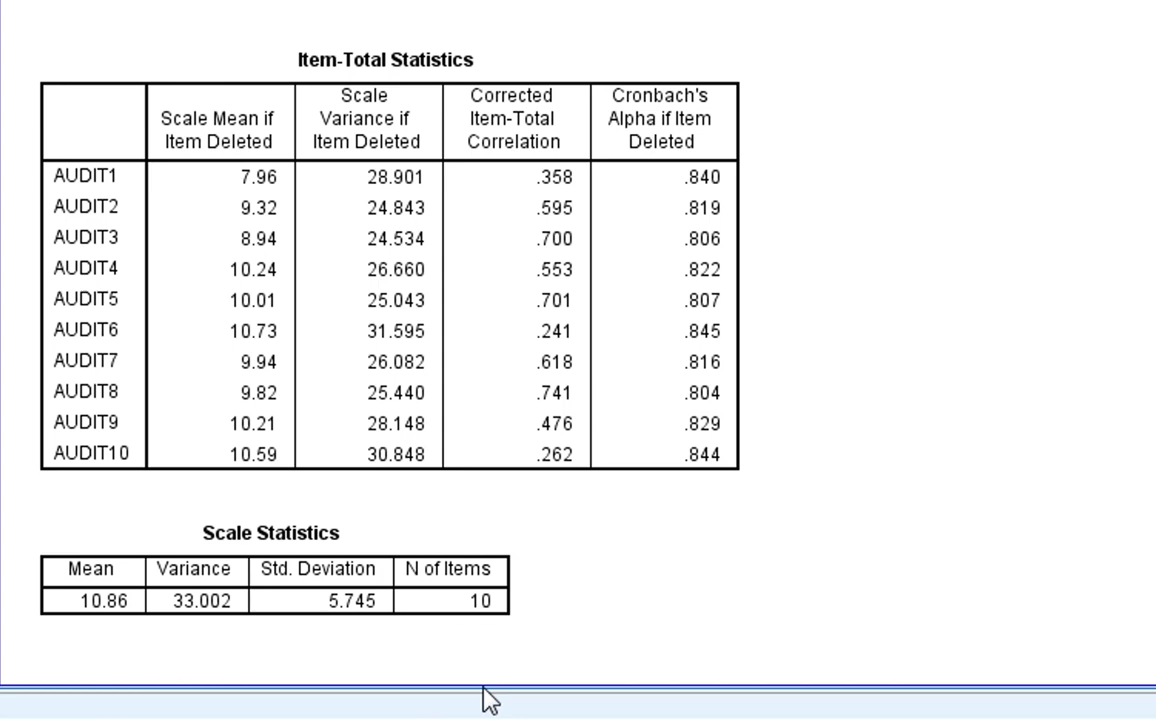 Item-Total Statistics
Scale Mean if Item Deleted Scale Variance if Item Deleted Corrected Item-Total Correlation Cronbach's Alpha if Item Deleted
AUDIT1 7.96 28.901 .358 .840
AUDIT2 9.32 24.843 .595 .819
AUDIT3 8.94 24.534 .700 .806
AUDIT4 10.24 26.660 .553 .822
AUDIT5 10.01 25.043 .701 .807
AUDIT6 10.73 31.595 .241 .845
AUDIT7 9.94 26.082 .618 .816
AUDIT8 9.82 25.440 .741 .804
AUDIT9 10.21 28.148 .476 .829
AUDIT10 10.59 30.848 .262 .844
Scale Statistics
Mean Variance Std. Deviation N of Items
10.86 33.002 5.745 10